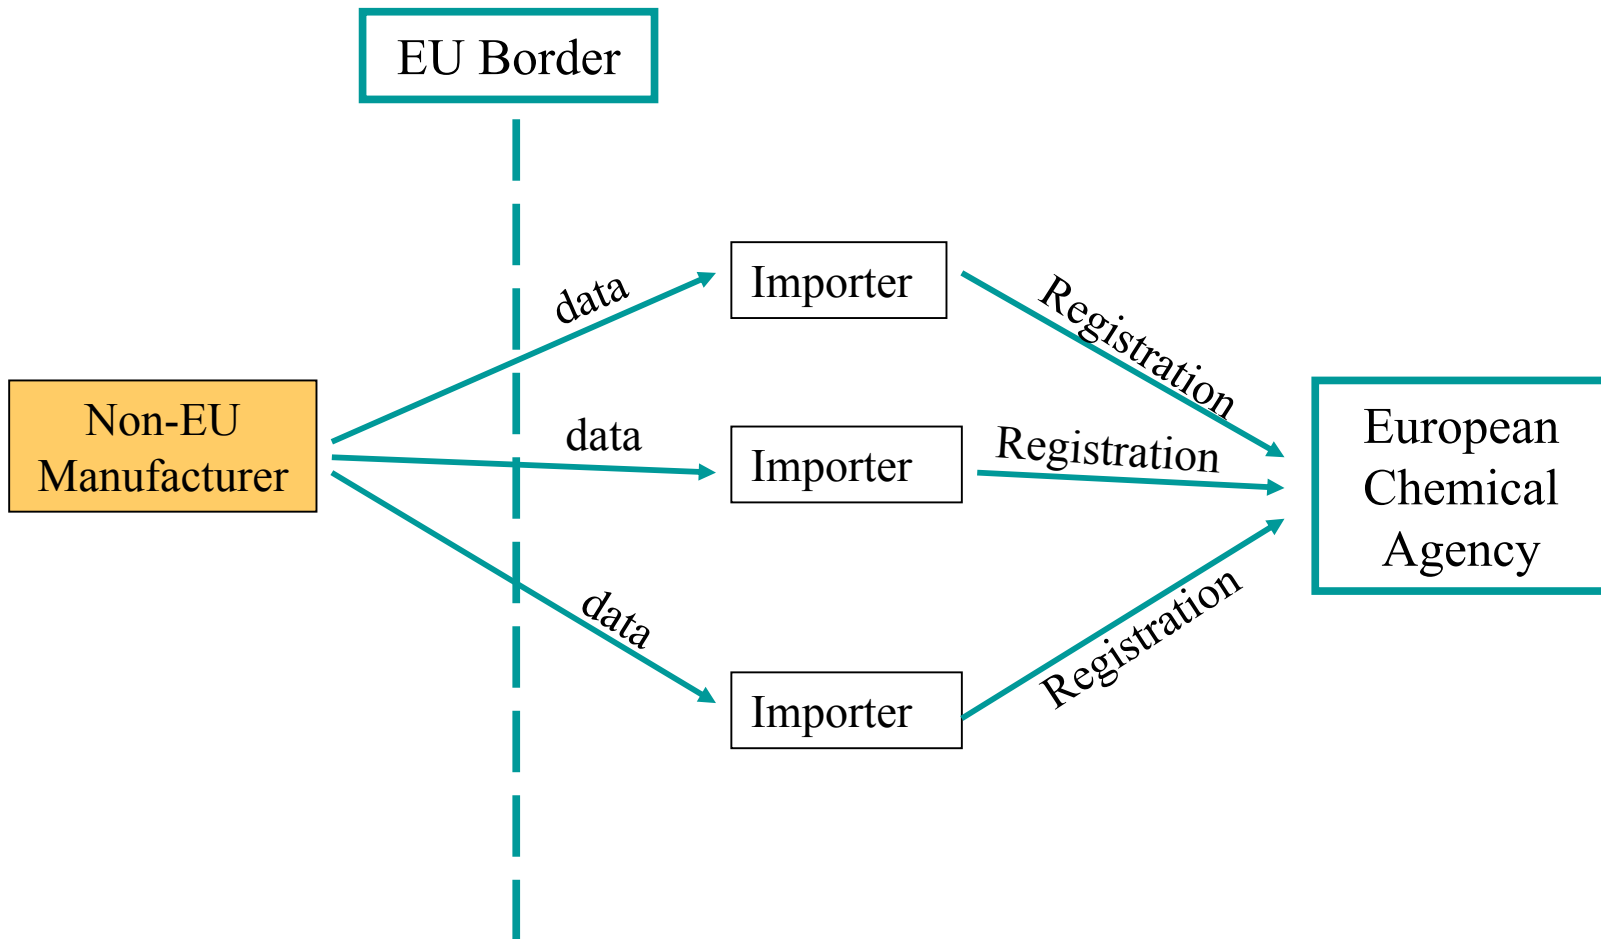 EU Border
data
Importer
Registration
Non-EU
Manufacturer
data
Importer
Registration
European
Chemical
Agency
data
Importer
Registration